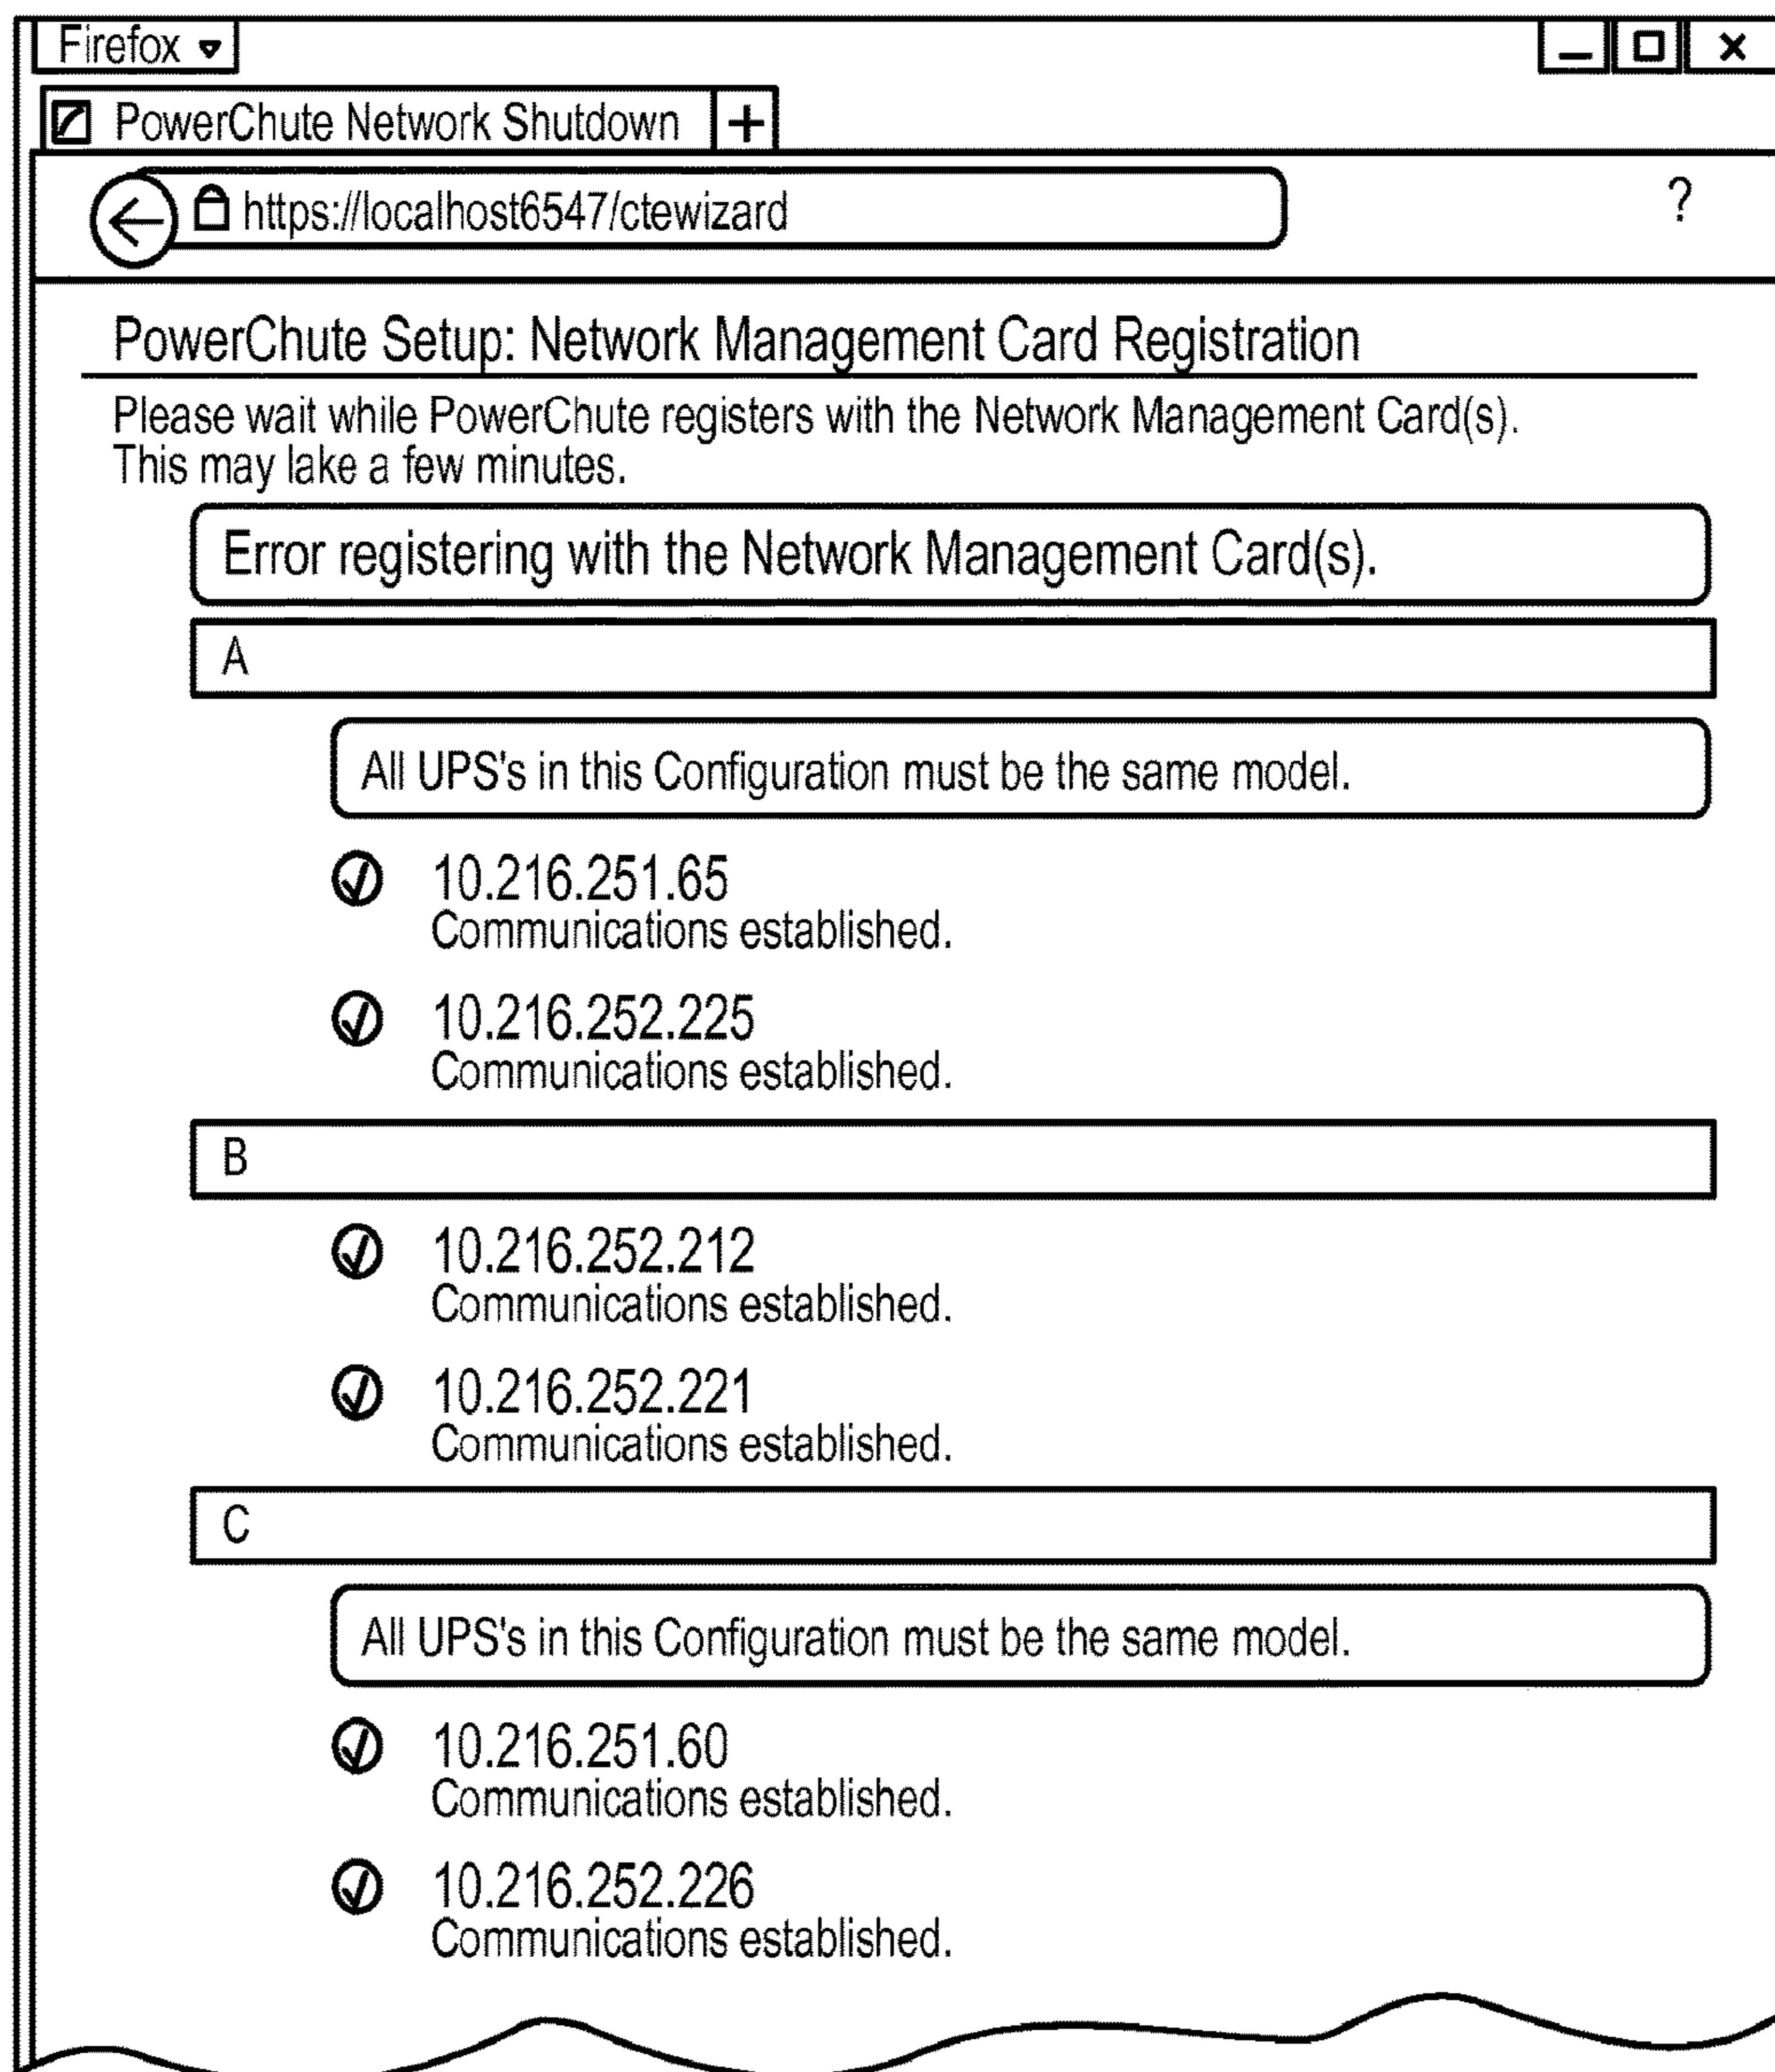 Firefox
PowerChute Network Shutdown +
https://localhost6547/ctewizard ?
PowerChute Setup: Network Management Card Registration
Please wait while PowerChute registers with the Network Management Card(s).
This may lake a few minutes.
Error registering with the Network Management Card(s).
A
All UPS's in this Configuration must be the same model.
10.216.251.65
Communications established.
10.216.252.225
Communications established.
B
10.216.252.212
Communications established.
10.216.252.221
Communications established.
C
All UPS's in this Configuration must be the same model.
10.216.251.60
Communications established.
10.216.252.226
Communications established.